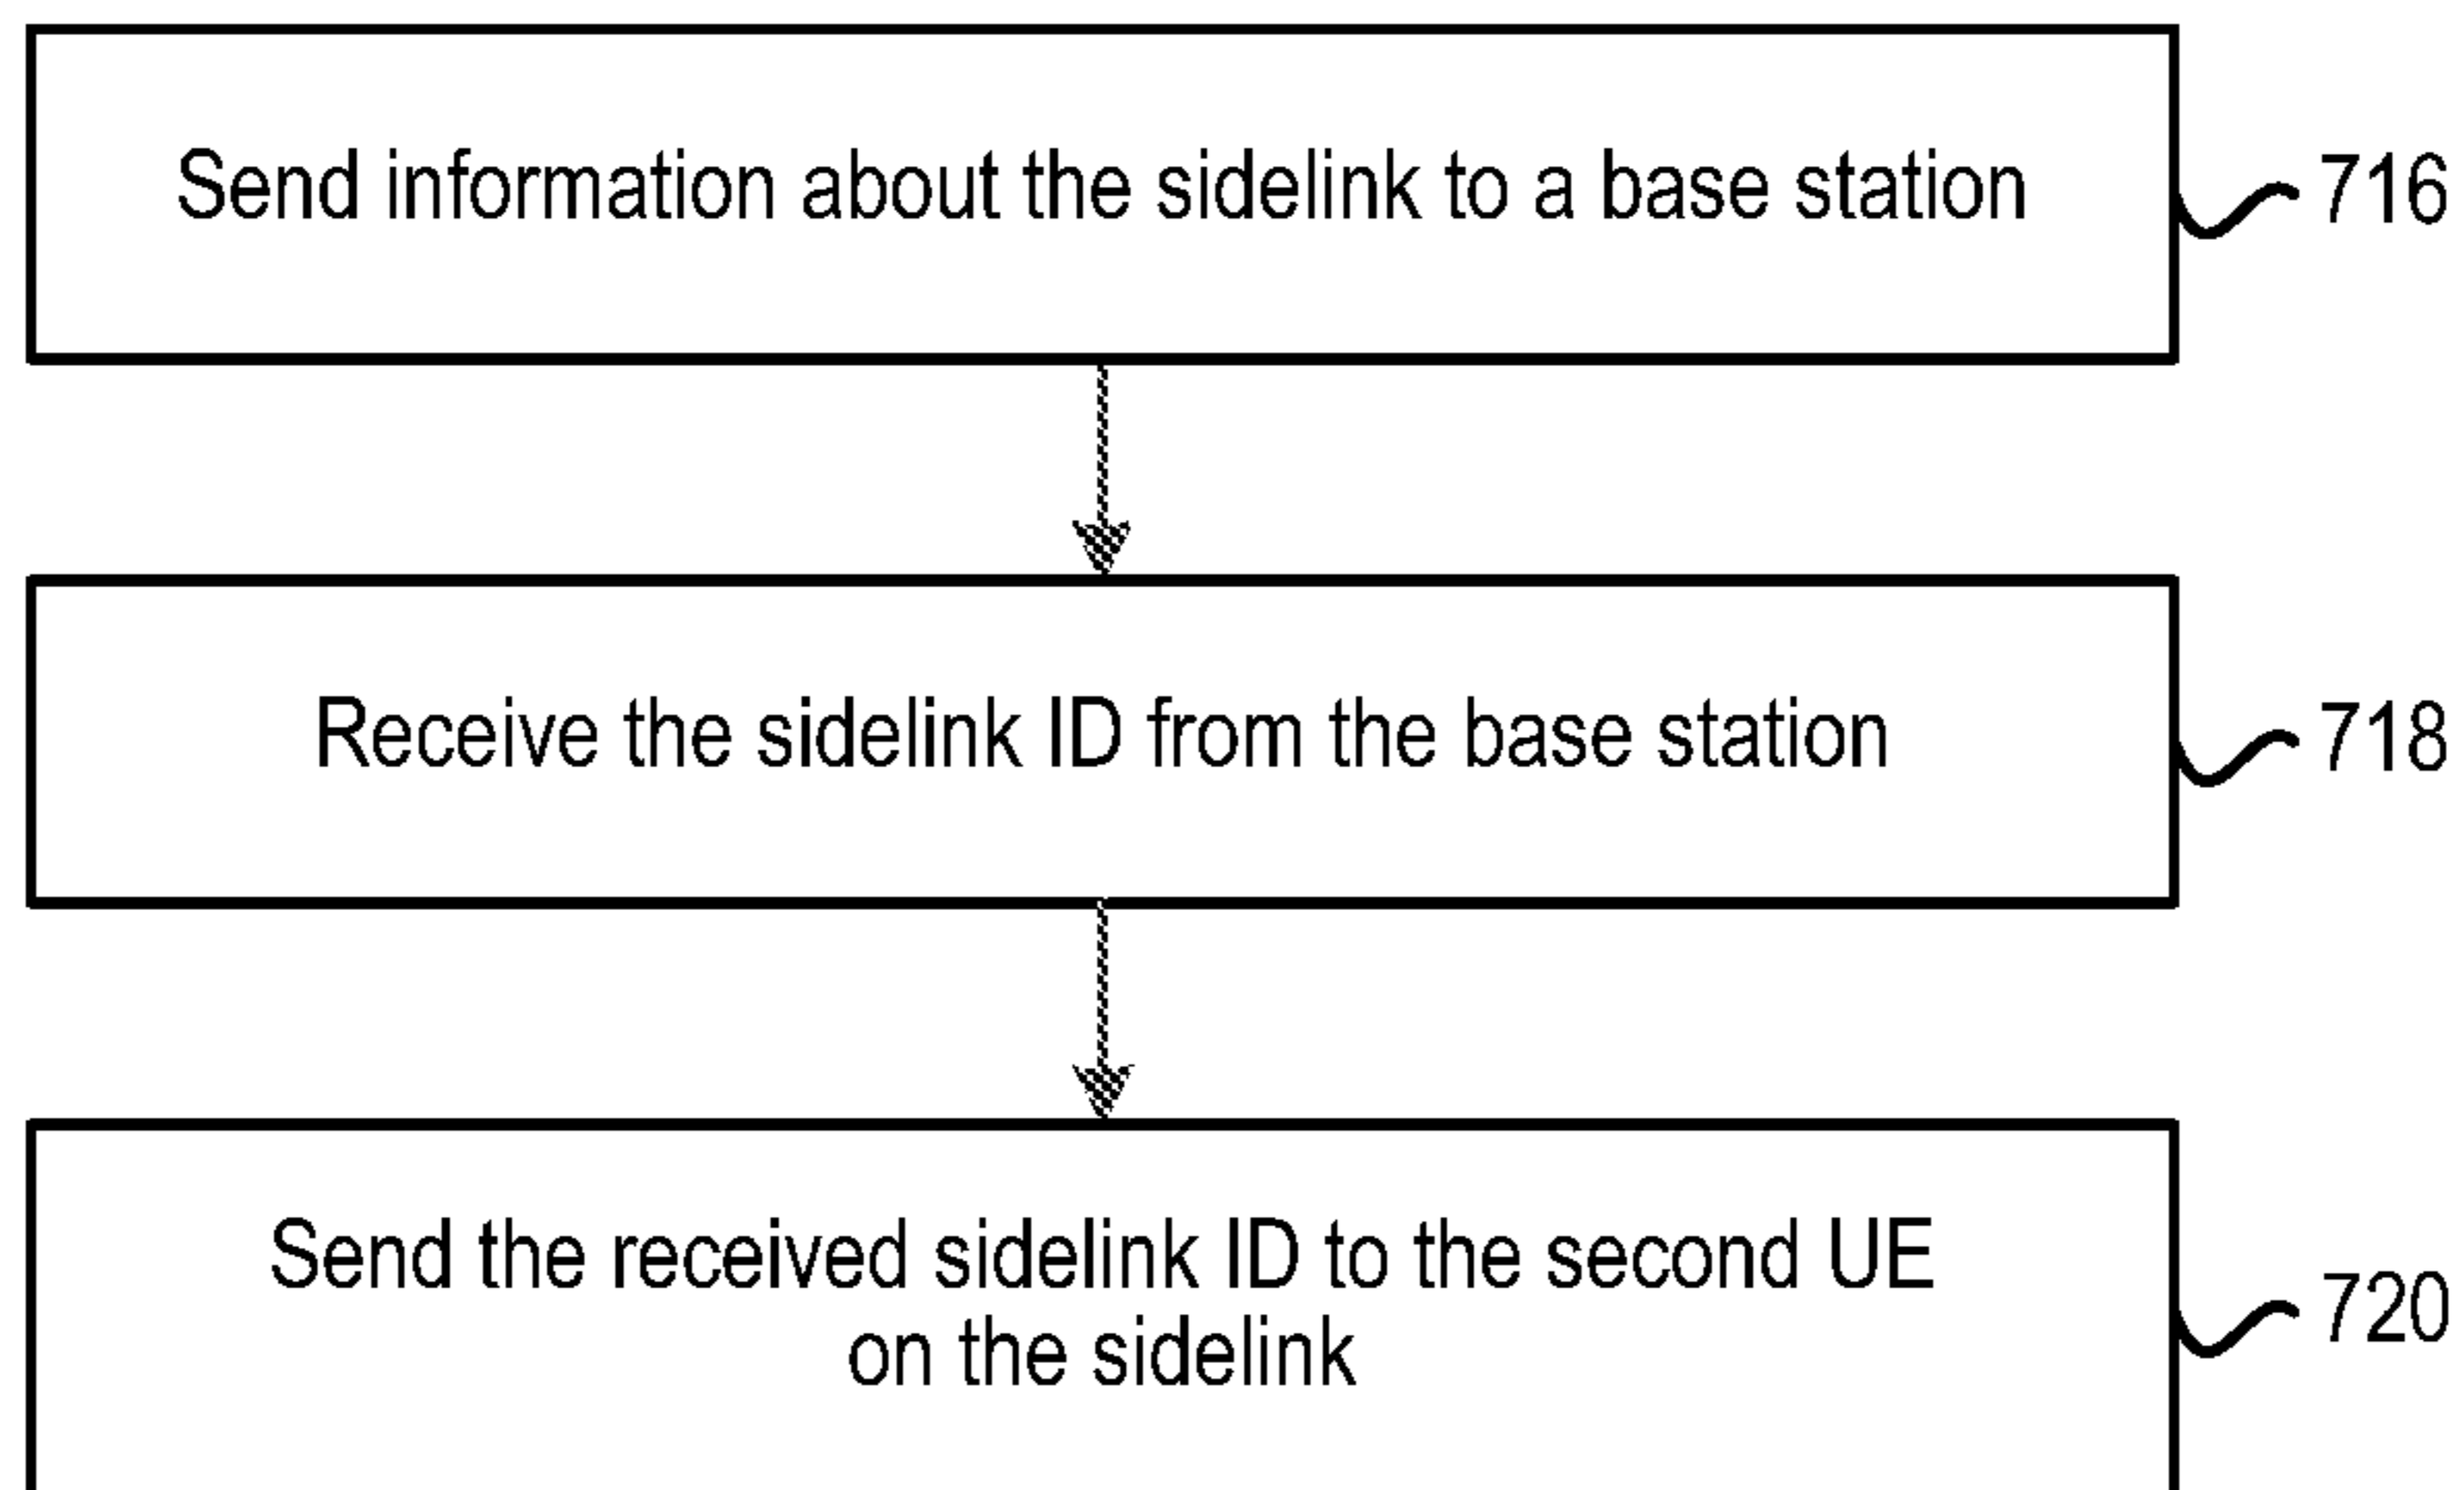 Send information about the sidelink to a base station
716
Receive the sidelink ID from the base station
718
Send the received sidelink ID to the second UE
on the sidelink
720